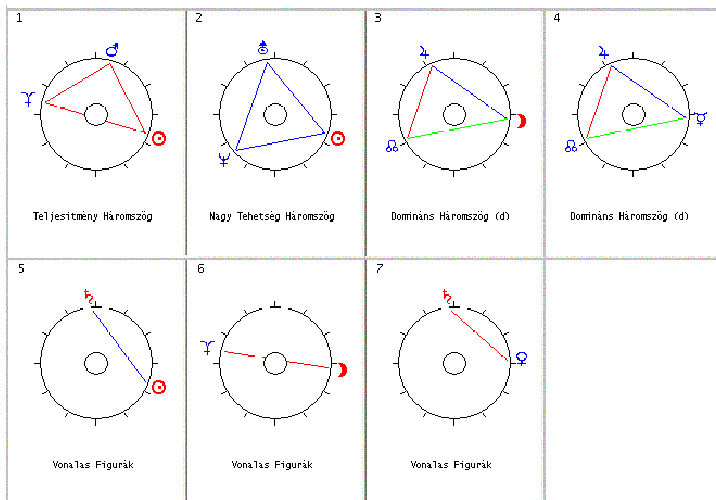 1
2
3
4
Teljesítmény Háromszög
Nagy Tehetség Háromszög
Domináns Háromszög (d)
Domináns Háromszög (d)
5
6
7
Vonalas Figurák
Vonalas Figurák
Vonalas Figurák